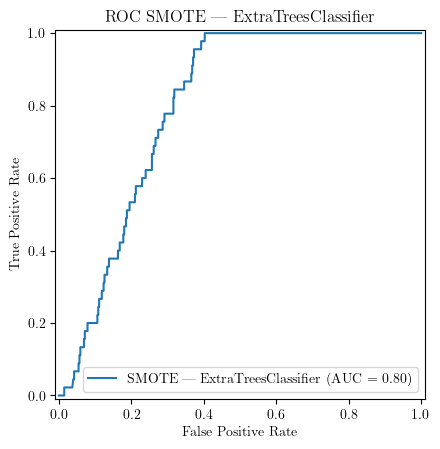 ROC SMOTE — ExtraTreesClassifier
1.0
0.8
0.6
0.4
0.2
0.0
True Positive Rate
SMOTE — ExtraTreesClassifier (AUC = 0.80)
0.0 0.2 0.4 0.6 0.8 1.0
False Positive Rate